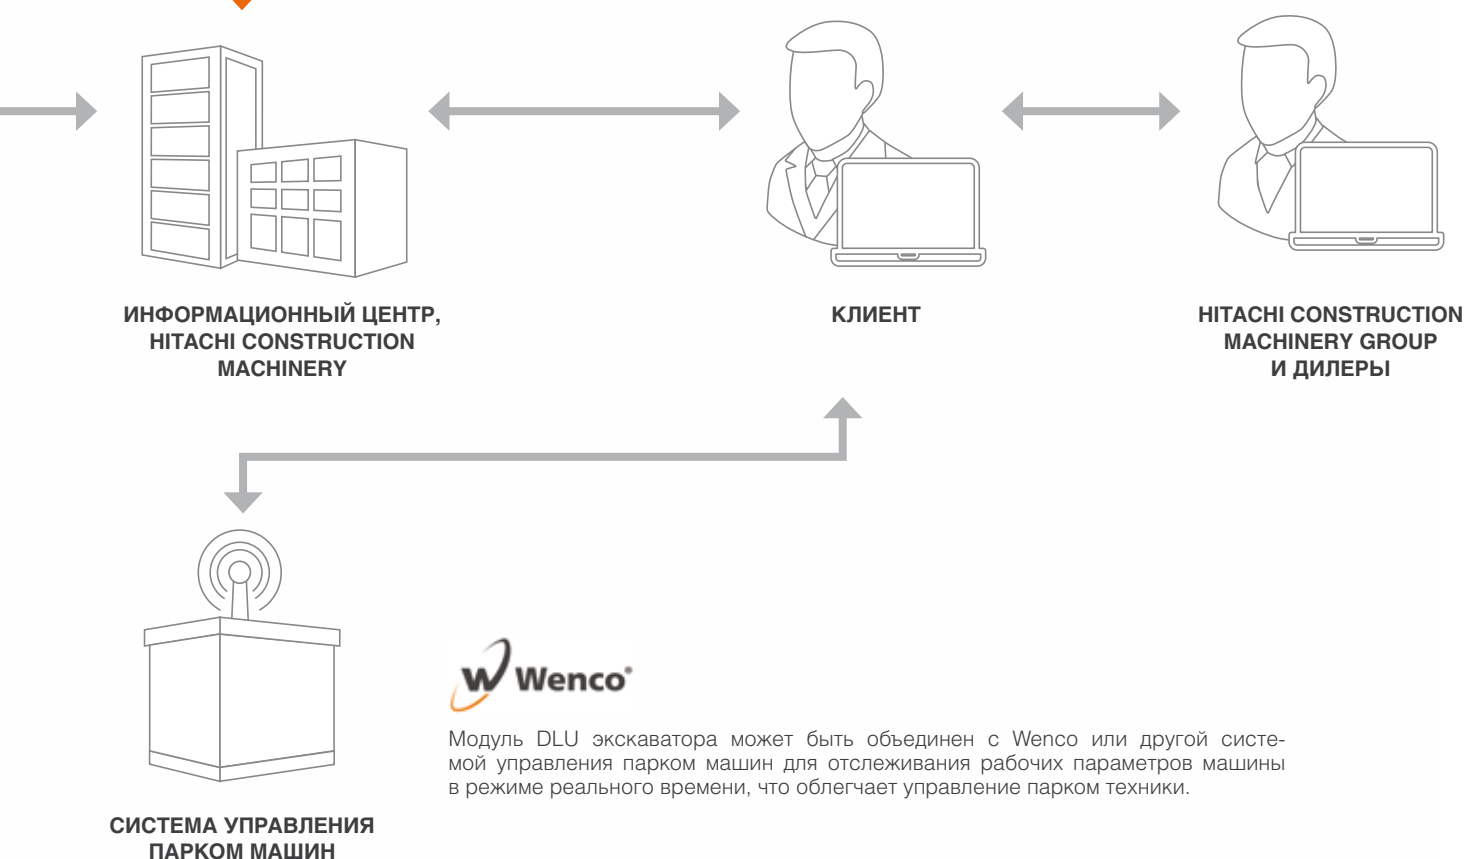 ИНФОРМАЦИОННЫЙ ЦЕНТР,
HITACHI CONSTRUCTION
MACHINERY
КЛИЕНТ
HITACHI CONSTRUCTION
MACHINERY GROUP
И ДИЛЕРЫ
W Wenco®
Модуль DLU экскаватора может быть объединен с Wenco или другой систе-
мой управления парком машин для отслеживания рабочих параметров машины
в режиме реального времени, что облегчает управление парком техники.
СИСТЕМА УПРАВЛЕНИЯ
ПАРКОМ МАШИН